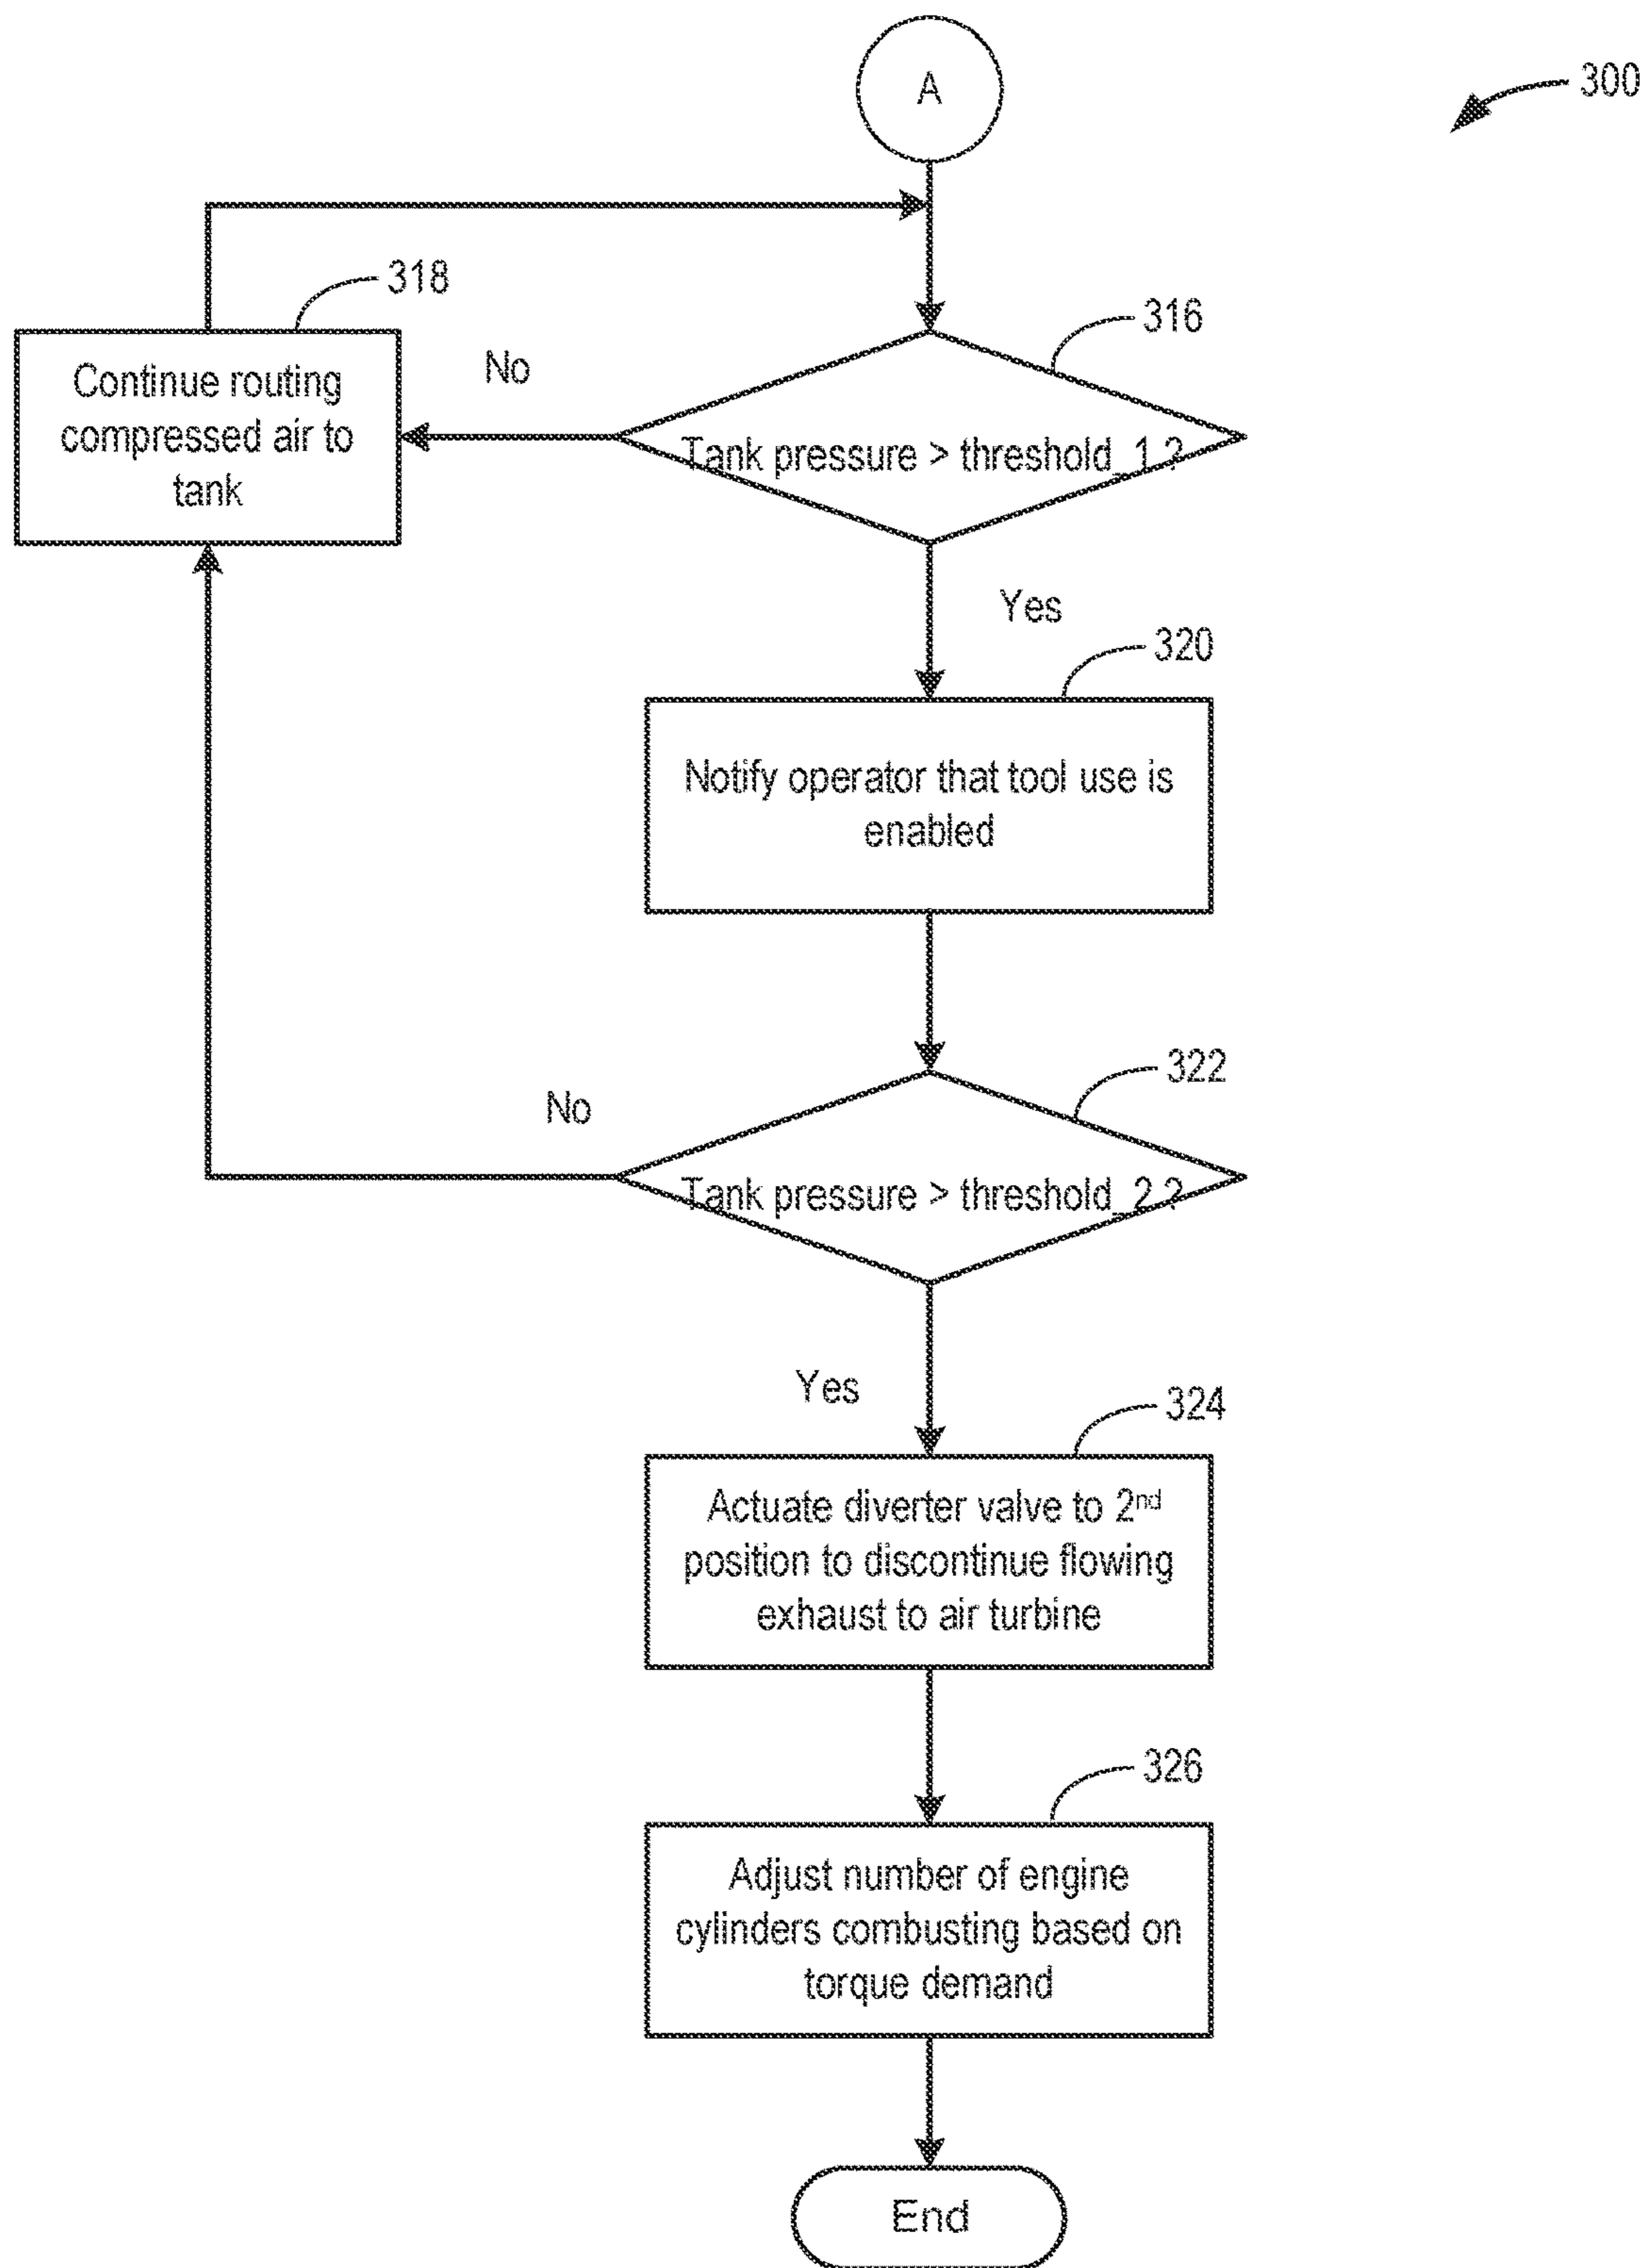 A
300
318
316
Continue routing
compressed air to
tank
No
Tank pressure > threshold_1 ?
Yes
320
Notify operator that tool use is
enabled
322
No
Tank pressure > threshold_2 ?
Yes
324
Actuate diverter valve to 2nd
position to discontinue flowing
exhaust to air turbine
326
Adjust number of engine
cylinders combusting based on
torque demand
End